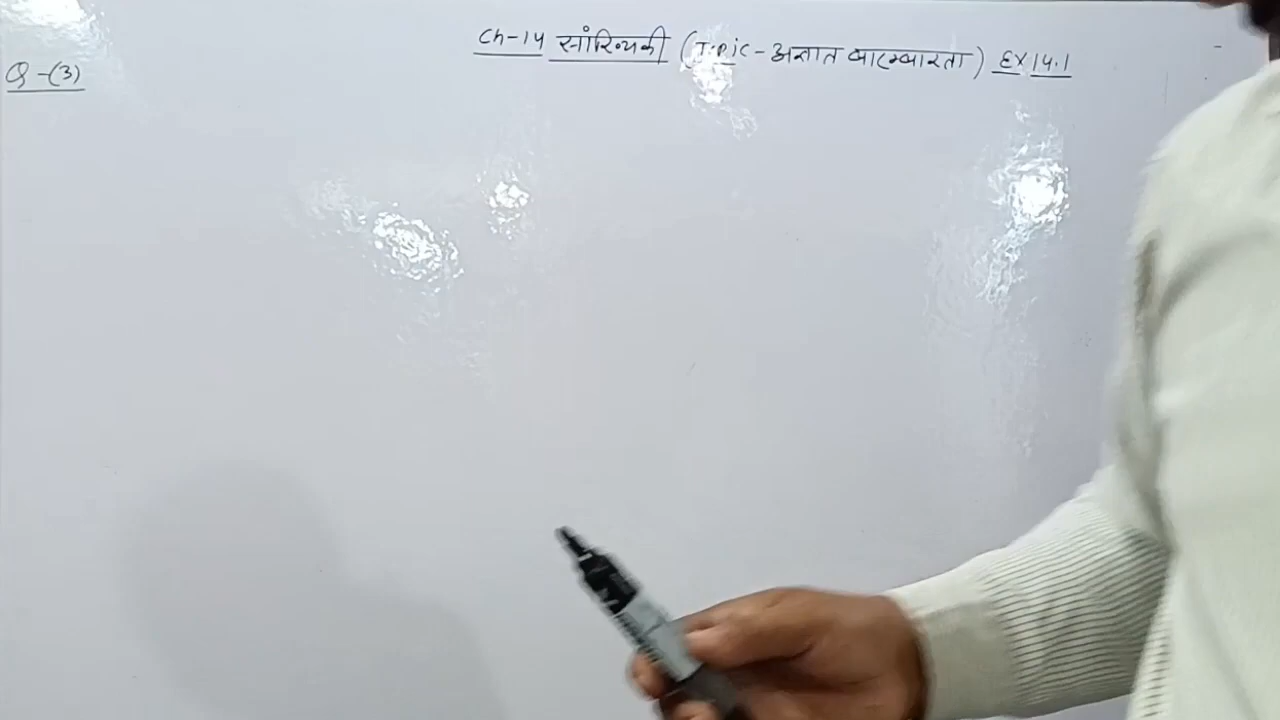 Ch-14 सांख्यिकी (Topic-अज्ञात बारम्बारता) EX 14.1
Q-(3)